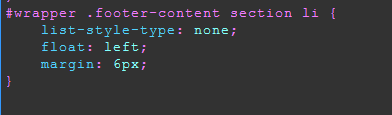 #wrapper .footer-content section li {
    list-style-type: none;
    float: left;
    margin: 6px;
}